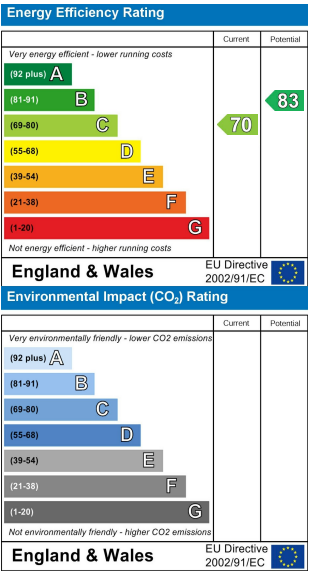 Energy Efficiency Rating
Current Potential
Very energy efficient - lower running costs
(92 plus) A
(81-91) B
83
(69-80) C
70
(55-68) D
(39-54) E
(21-38) F
(1-20) G
Not energy efficient - higher running costs
England & Wales
EU Directive
2002/91/EC
Environmental Impact (CO₂) Rating
Current Potential
Very environmentally friendly - lower CO2 emissions
(92 plus) A
(81-91) B
(69-80) C
(55-68) D
(39-54) E
(21-38) F
(1-20) G
Not environmentally friendly - higher CO2 emissions
England & Wales
EU Directive
2002/91/EC